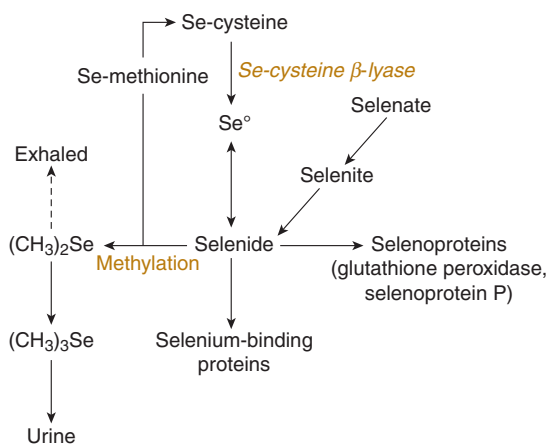 Se-cysteine
Se-methionine
Se-cysteine β-lyase
Se°
Selenate
Exhaled
Selenite
(CH₃)₂Se
Methylation
Selenide
Selenoproteins
(glutathione peroxidase,
selenoprotein P)
(CH₃)₃Se
Selenium-binding
proteins
Urine